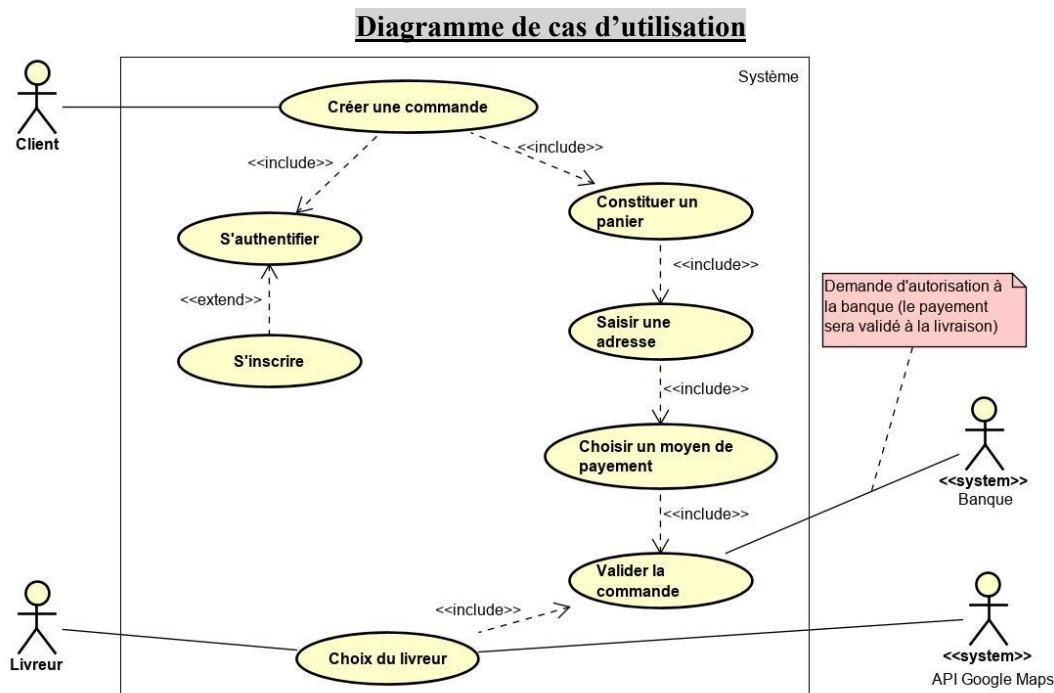 Diagramme de cas d’utilisation
Système
Créer une commande
Client
<<include>>
<<include>>
Constituer un
panier
S'authentifier
<<include>>
<<extend>>
Demande d'autorisation à
la banque (le payement
sera validé à la livraison)
Saisir une
adresse
S'inscrire
<<include>>
Choisir un moyen de
payement
<<system>>
Banque
<<include>>
Valider la
commande
<<include>>
Livreur
Choix du livreur
<<system>>
API Google Maps